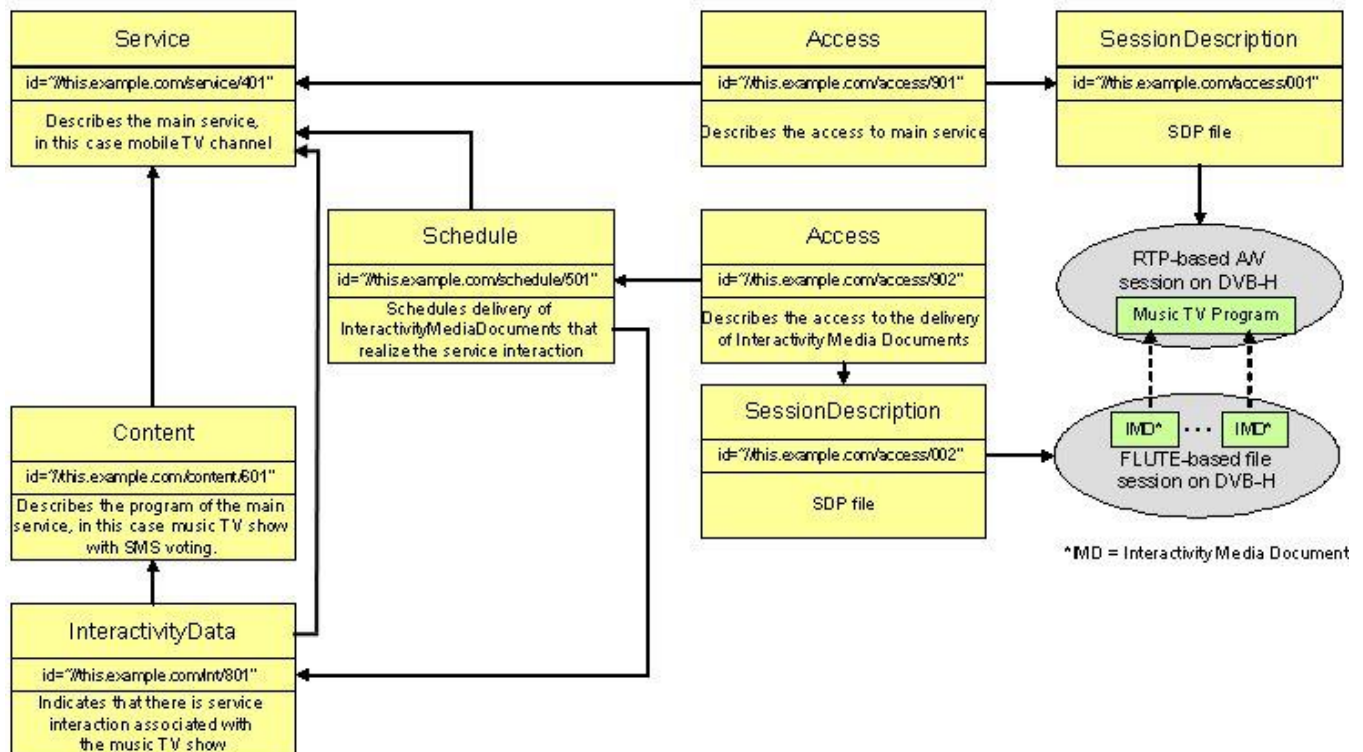 Service
id="//this.example.com/service/401"
Describes the main service,
in this case mobile TV channel
Access
id="//this.example.com/access/901"
Describes the access to main service
SessionDescription
id="//this.example.com/access/001"
SDP file
Schedule
id="//this.example.com/schedule/501"
Schedules delivery of
InteractivityMediaDocuments that
realize the service interaction
Access
id="//this.example.com/access/902"
Describes the access to the delivery
of Interactivity Media Documents
RTP-based A/V
session on DVB-H
Music TV Program
SessionDescription
id="//this.example.com/access/002"
SDP file
IMD* ··· IMD*
FLUTE-based file
session on DVB-H
*IMD = Interactivity Media Document
Content
id="//this.example.com/content/601"
Describes the program of the main
service, in this case music TV show
with SMS voting.
InteractivityData
id="//this.example.com/int/801"
Indicates that there is service
interaction associated with
the music TV show